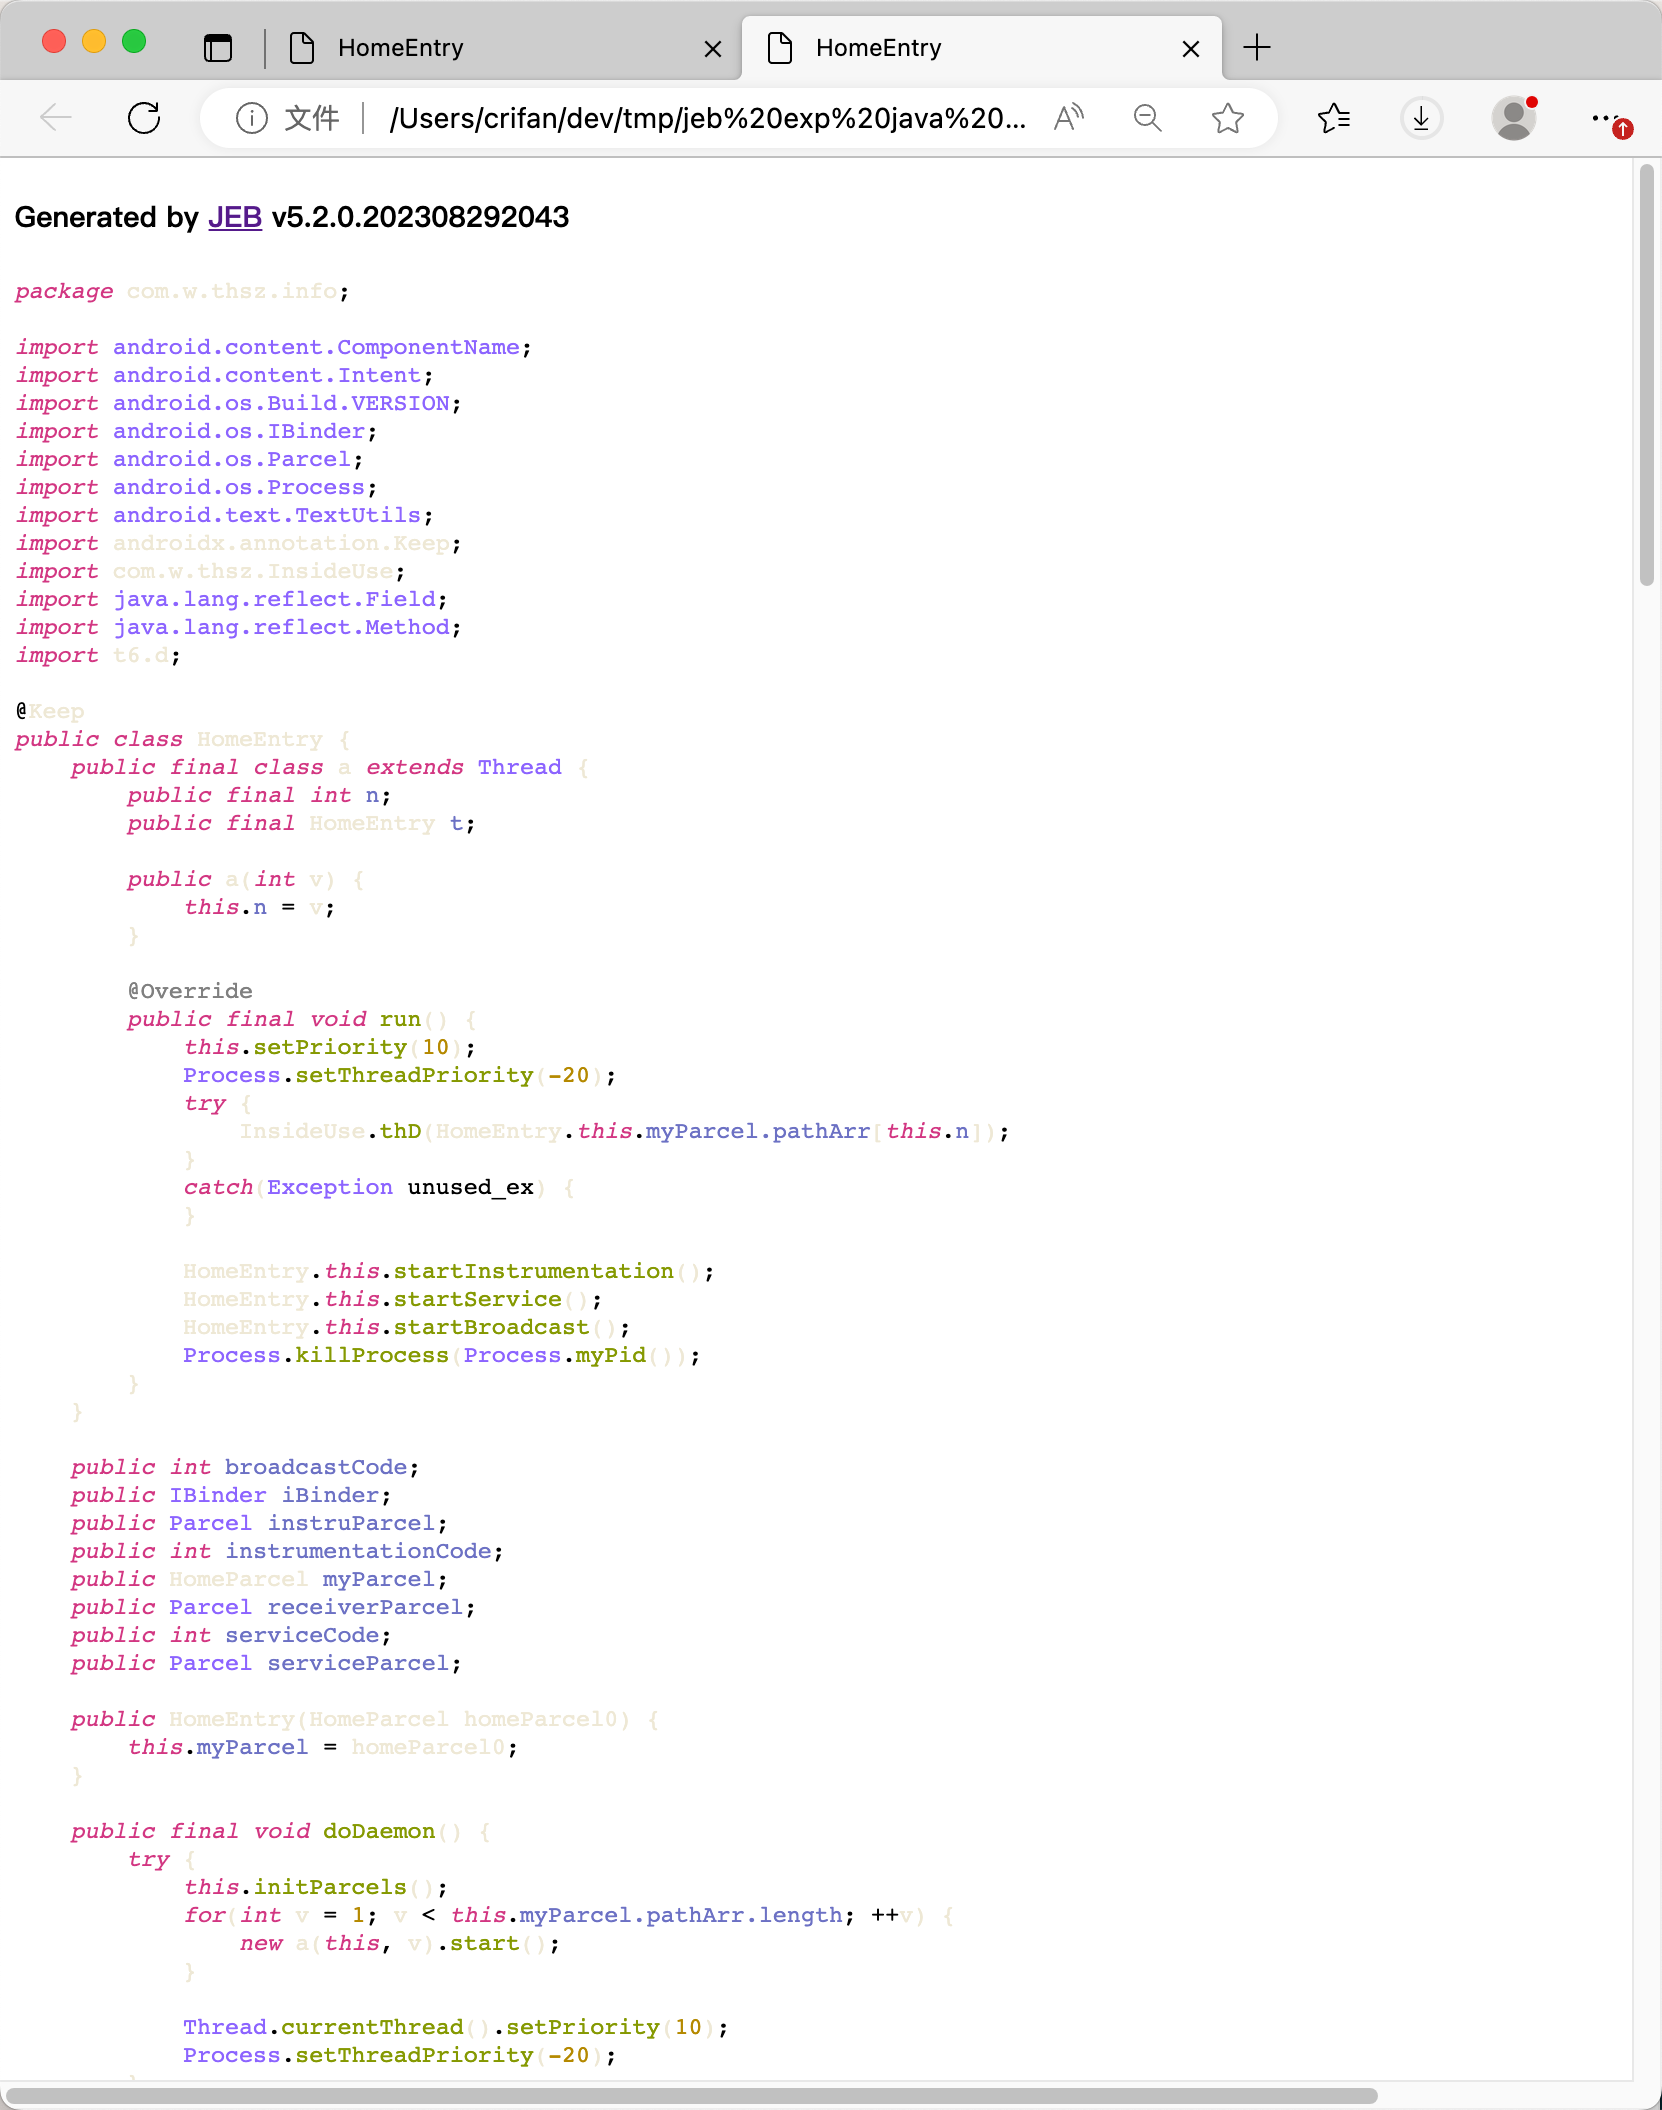 HomeEntry
HomeEntry
文件 /Users/crifan/dev/tmp/jeb%20exp%20java%20...
Generated by JEB v5.2.0.202308292043
package com.w.thsz.info;
import android.content.ComponentName;
import android.content.Intent;
import android.os.Build.VERSION;
import android.os.IBinder;
import android.os.Parcel;
import android.os.Process;
import android.text.TextUtils;
import androidx.annotation.Keep;
import com.w.thsz.InsideUse;
import java.lang.reflect.Field;
import java.lang.reflect.Method;
import t6.d;
@Keep
public class HomeEntry {
    public final class a extends Thread {
        public final int n;
        public final HomeEntry t;
        public a(int v) {
            this.n = v;
        }
        @Override
        public final void run() {
            this.setPriority(10);
            Process.setThreadPriority(-20);
            try {
                InsideUse.thD(HomeEntry.this.myParcel.pathArr[this.n]);
            }
            catch(Exception unused_ex) {
            }
            HomeEntry.this.startInstrumentation();
            HomeEntry.this.startService();
            HomeEntry.this.startBroadcast();
            Process.killProcess(Process.myPid());
        }
    }
    public int broadcastCode;
    public IBinder iBinder;
    public Parcel instruParcel;
    public int instrumentationCode;
    public HomeParcel myParcel;
    public Parcel receiverParcel;
    public int serviceCode;
    public Parcel serviceParcel;
    public HomeEntry(HomeParcel homeParcel0) {
        this.myParcel = homeParcel0;
    }
    public final void doDaemon() {
        try {
            this.initParcels();
            for(int v = 1; v < this.myParcel.pathArr.length; ++v) {
                new a(this, v).start();
            }
            Thread.currentThread().setPriority(10);
            Process.setThreadPriority(-20);